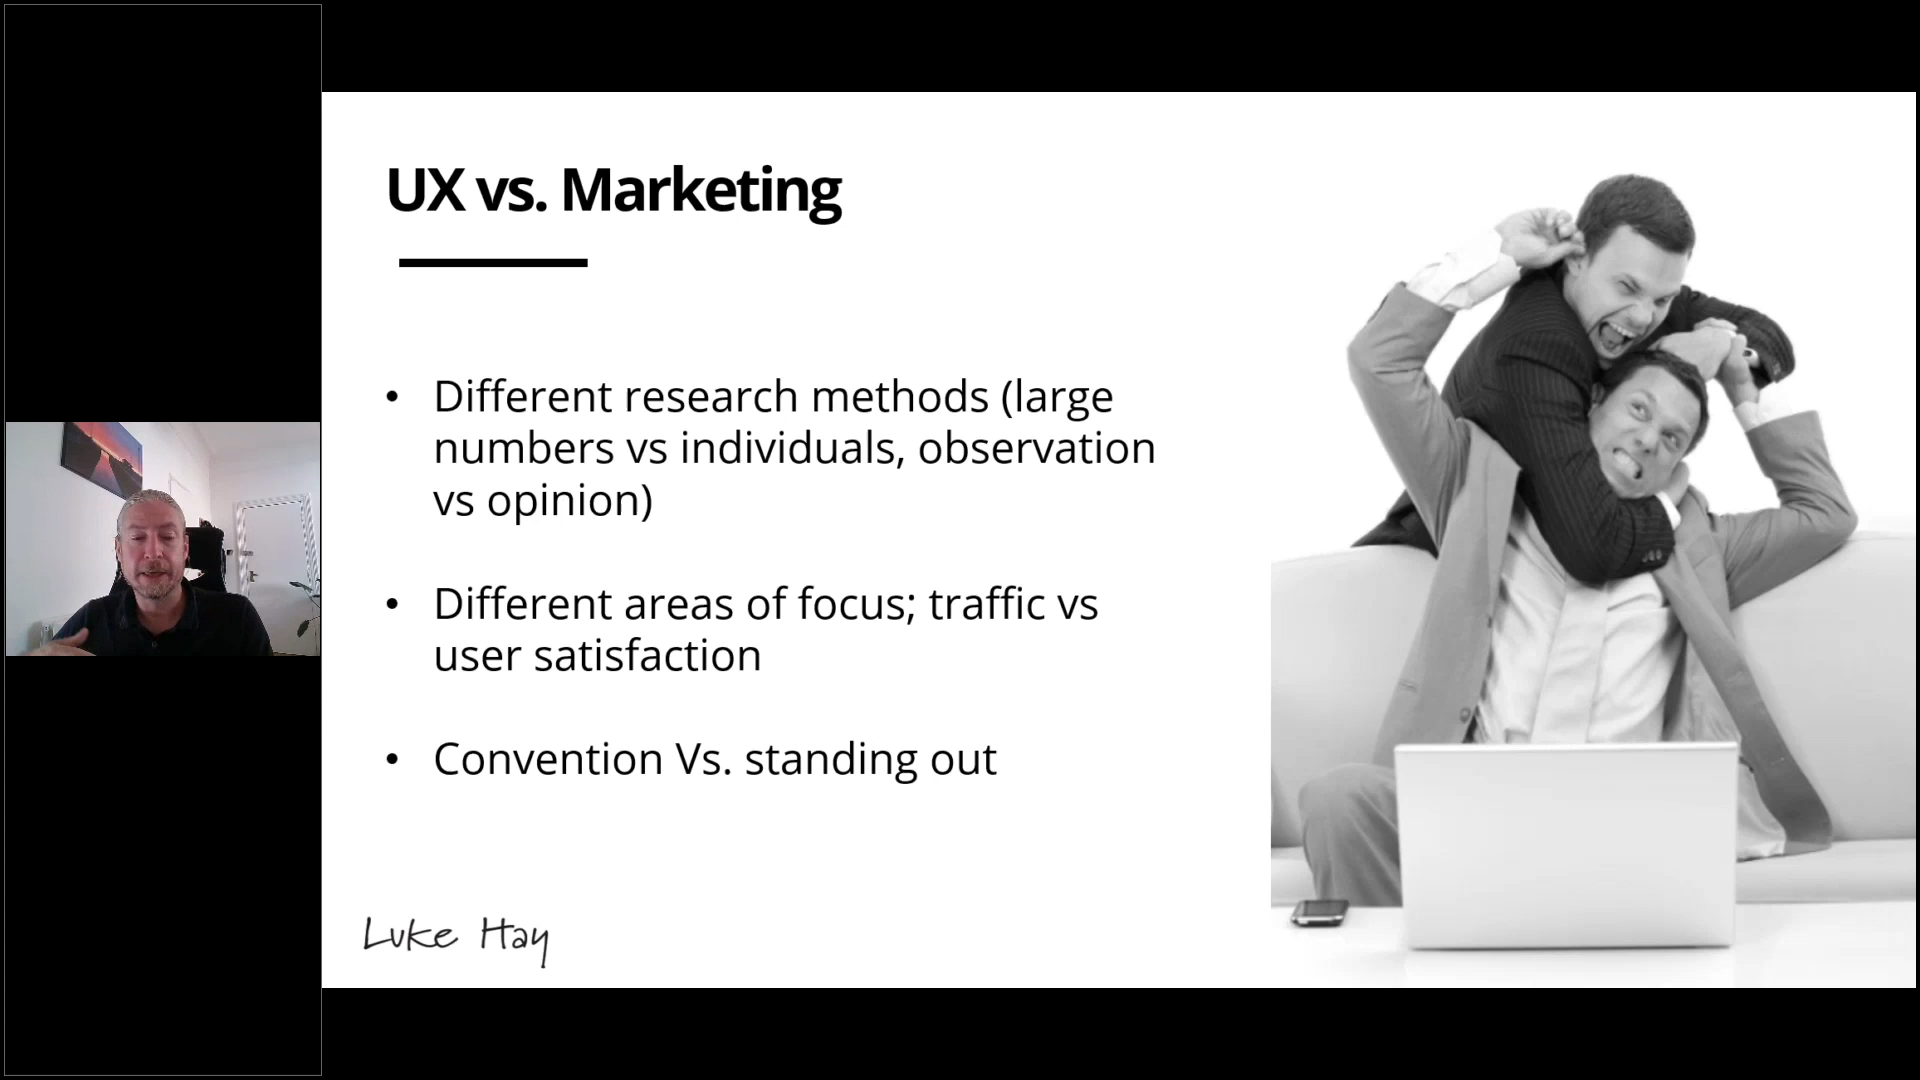 UX vs. Marketing
• Different research methods (large
numbers vs individuals, observation
vs opinion)
• Different areas of focus; traffic vs
user satisfaction
• Convention Vs. standing out
Luke Hay